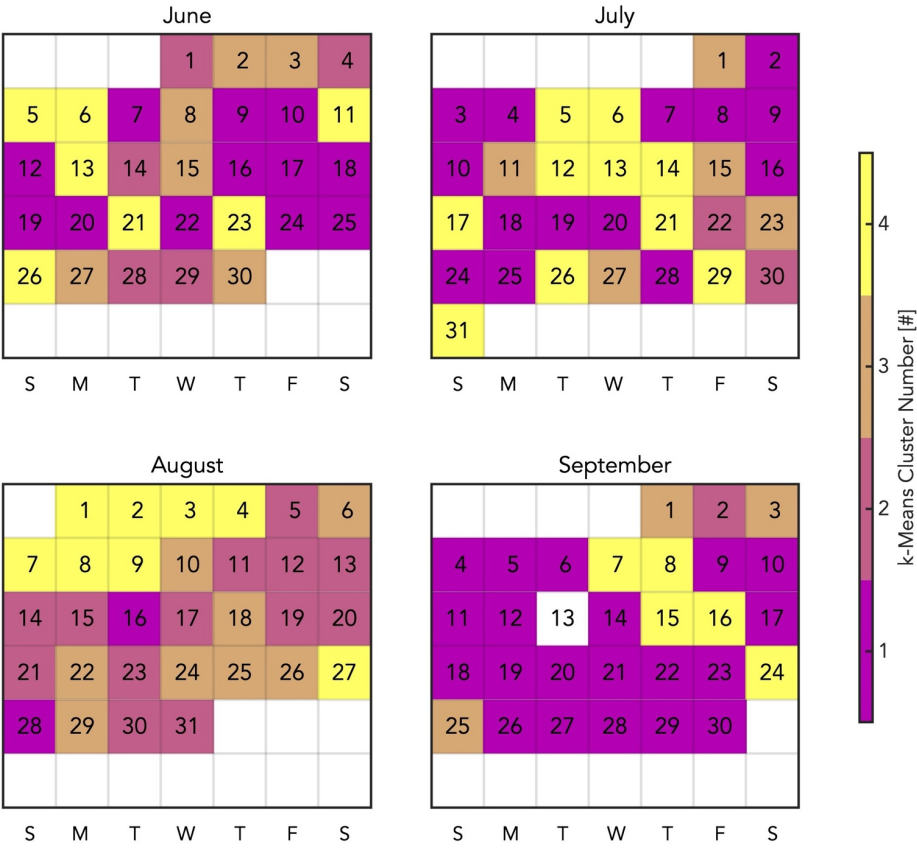 June
1 2 3 4
5 6 7 8 9 10 11
12 13 14 15 16 17 18
19 20 21 22 23 24 25
26 27 28 29 30
S M T W T F S
July
1 2
3 4 5 6 7 8 9
10 11 12 13 14 15 16
17 18 19 20 21 22 23
24 25 26 27 28 29 30
31
S M T W T F S
August
1 2 3 4 5 6
7 8 9 10 11 12 13
14 15 16 17 18 19 20
21 22 23 24 25 26 27
28 29 30 31
S M T W T F S
September
1 2 3
4 5 6 7 8 9 10
11 12 13 14 15 16 17
18 19 20 21 22 23 24
25 26 27 28 29 30
S M T W T F S
4
3
2
1
k-Means Cluster Number [#]